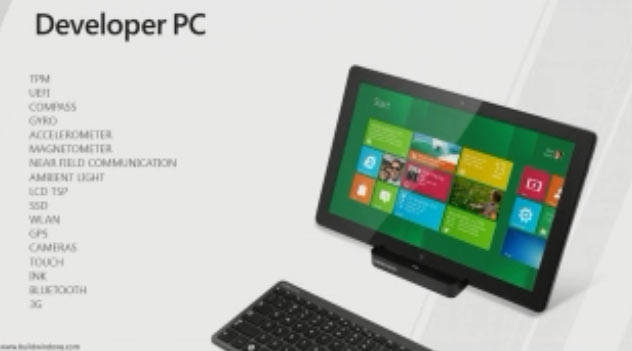 Developer PC
TPM
UEFI
COMPASS
GYRO
ACCELEROMETER
MAGNETOMETER
NEAR FIELD COMMUNICATION
AMBIENT LIGHT
LCD TSP
SSD
WLAN
GPS
CAMERAS
TOUCH
INK
BLUETOOTH
3G
Start
www.buildwindows.com